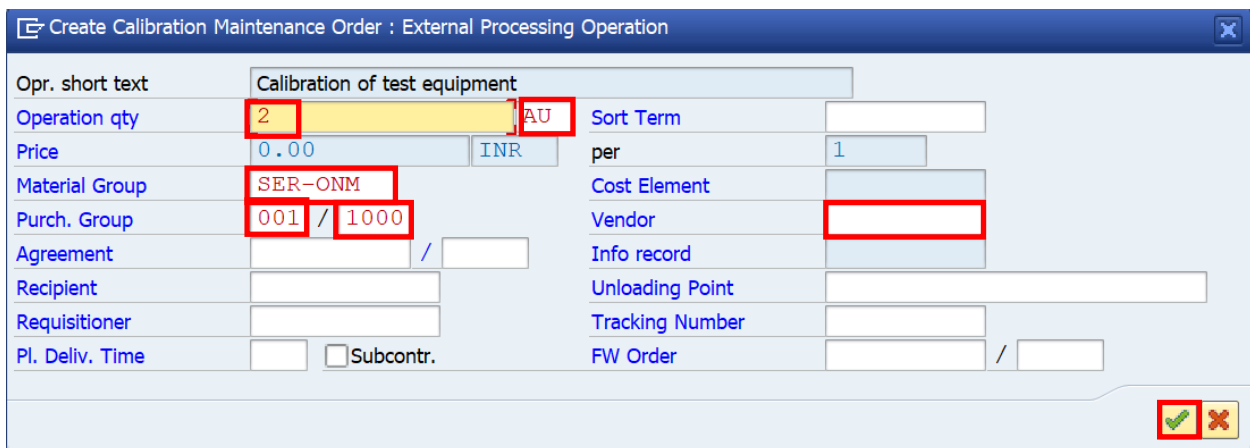 Create Calibration Maintenance Order : External Processing Operation
Opr. short text Calibration of test equipment
Operation qty 2 AU Sort Term
Price 0.00 INR per 1
Material Group SER-ONM Cost Element
Purch. Group 001 / 1000 Vendor
Agreement / Info record
Recipient Unloading Point
Requisitioner Tracking Number
Pl. Deliv. Time Subcontr. FW Order /